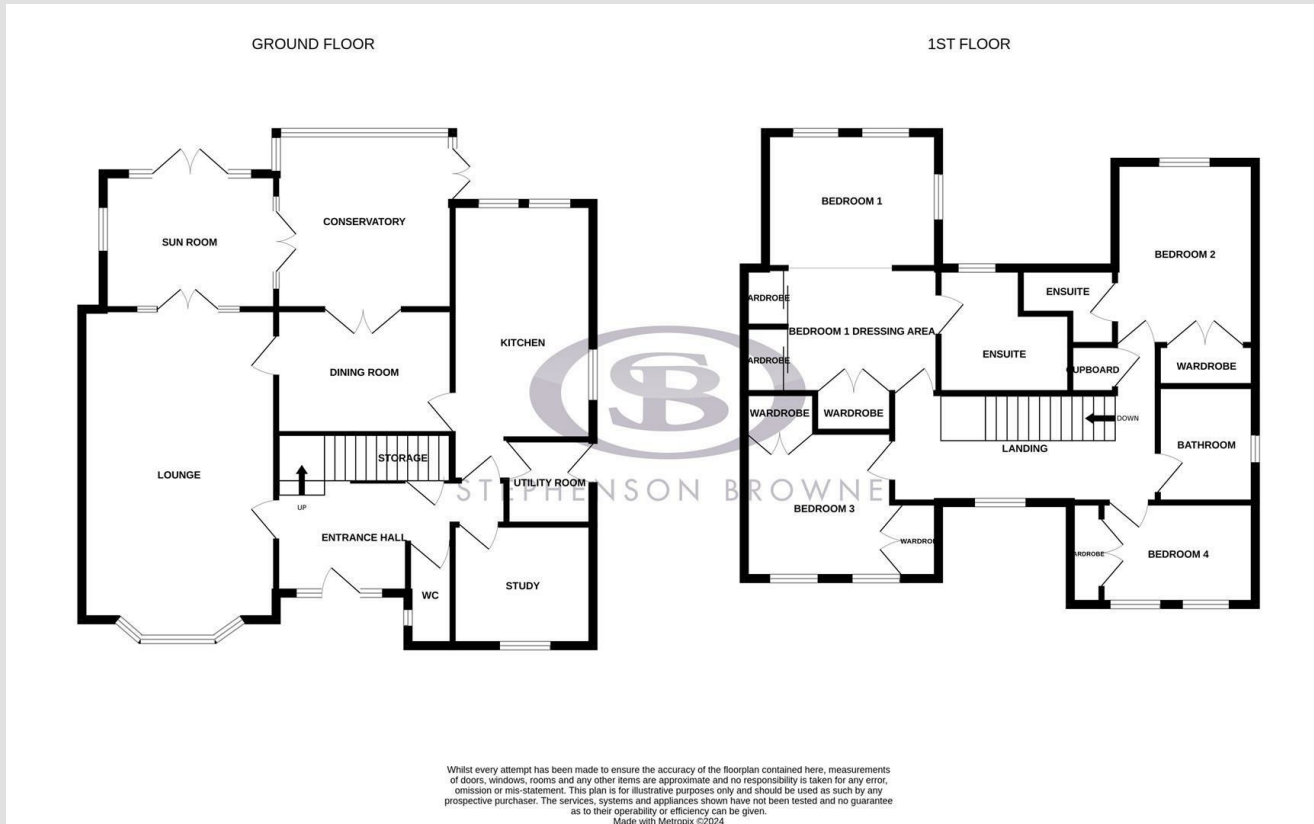 GROUND FLOOR
1ST FLOOR
SUN ROOM
CONSERVATORY
KITCHEN
DINING ROOM
LOUNGE
STORAGE
UP
UTILITY ROOM
ENTRANCE HALL
WC
STUDY
BEDROOM 1
BEDROOM 2
ENSUITE
ARDROBE
BEDROOM 1 DRESSING AREA
ENSUITE
ARDROBE
CUPBOARD
WARDROBE
WARDROBE
WARDROBE
DOWN
LANDING
BATHROOM
BEDROOM 3
WARDROBE
ARDROBE
BEDROOM 4
SB
STEPHENSON BROWNE
Whilst every attempt has been made to ensure the accuracy of the floorplan contained here, measurements
of doors, windows, rooms and any other items are approximate and no responsibility is taken for any error,
omission or mis-statement. This plan is for illustrative purposes only and should be used as such by any
prospective purchaser. The services, systems and appliances shown have not been tested and no guarantee
as to their operability or efficiency can be given.
Made with Metropix ©2024